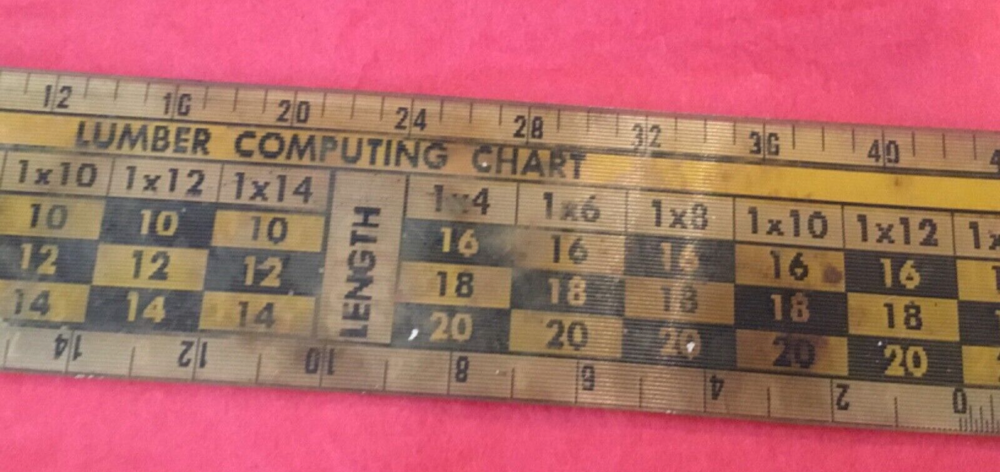 12 16 20 24 28 32 36 40 4
LUMBER COMPUTING CHART
1x10 1x12 1x14 LENGTH 1x4 1x6 1x8 1x10 1x12 1x
10 10 10 16 16 16 16 16
12 12 12 18 18 18 18 18
14 14 14 20 20 20 20 20
14 12 10 8 6 4 2 0